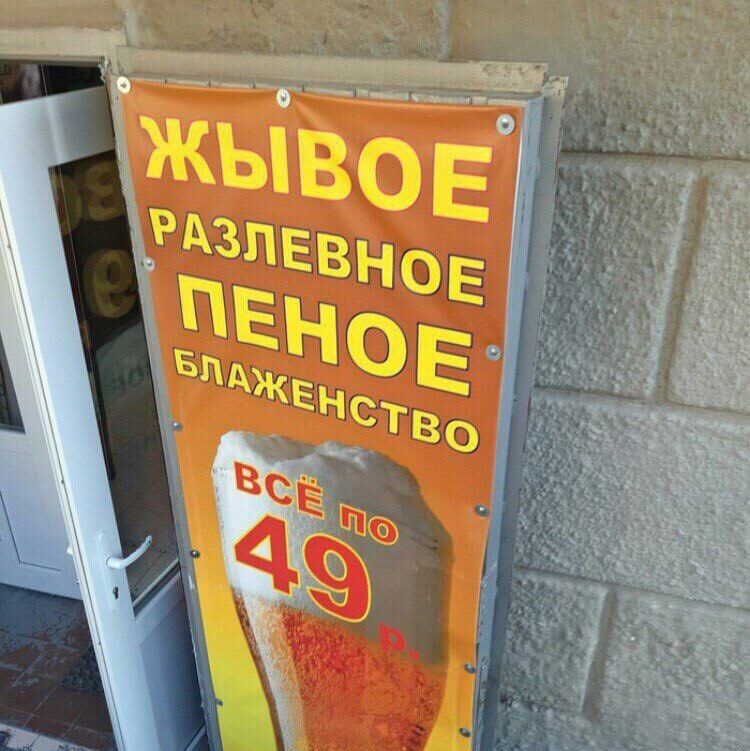 ЖЫВОЕ
РАЗЛЕВНОЕ
ПЕНОЕ
БЛАЖЕНСТВО
ВСЁ ПО
49
р.